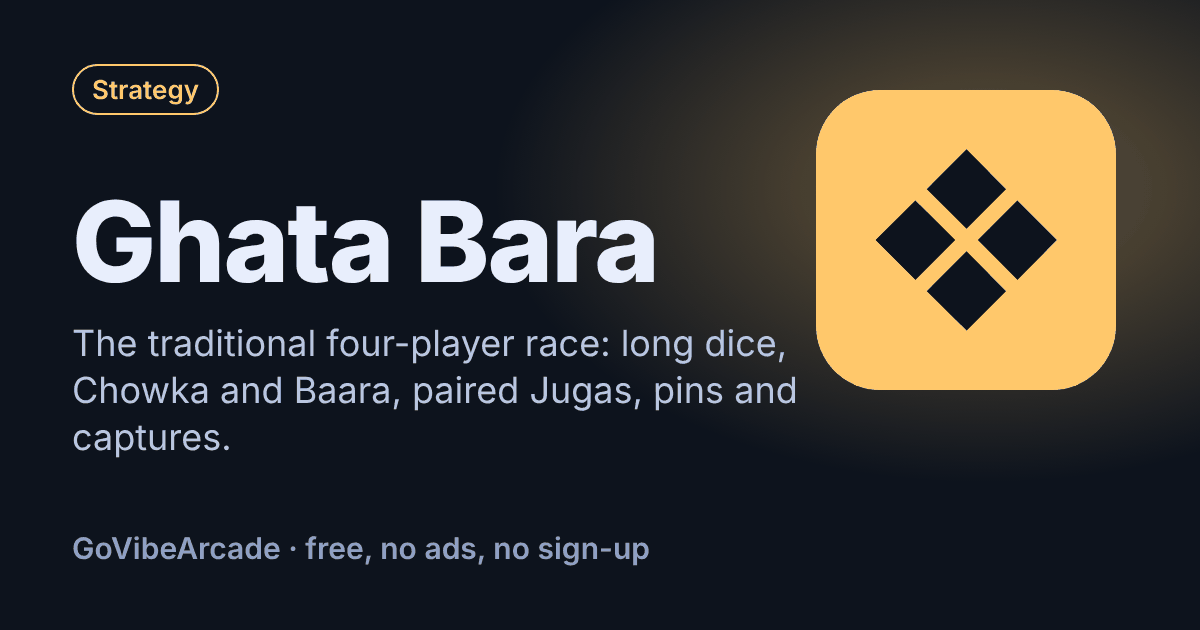 Strategy
Ghata Bara
The traditional four-player race: long dice,
Chowka and Baara, paired Jugas, pins and
captures.
GoVibeArcade · free, no ads, no sign-up